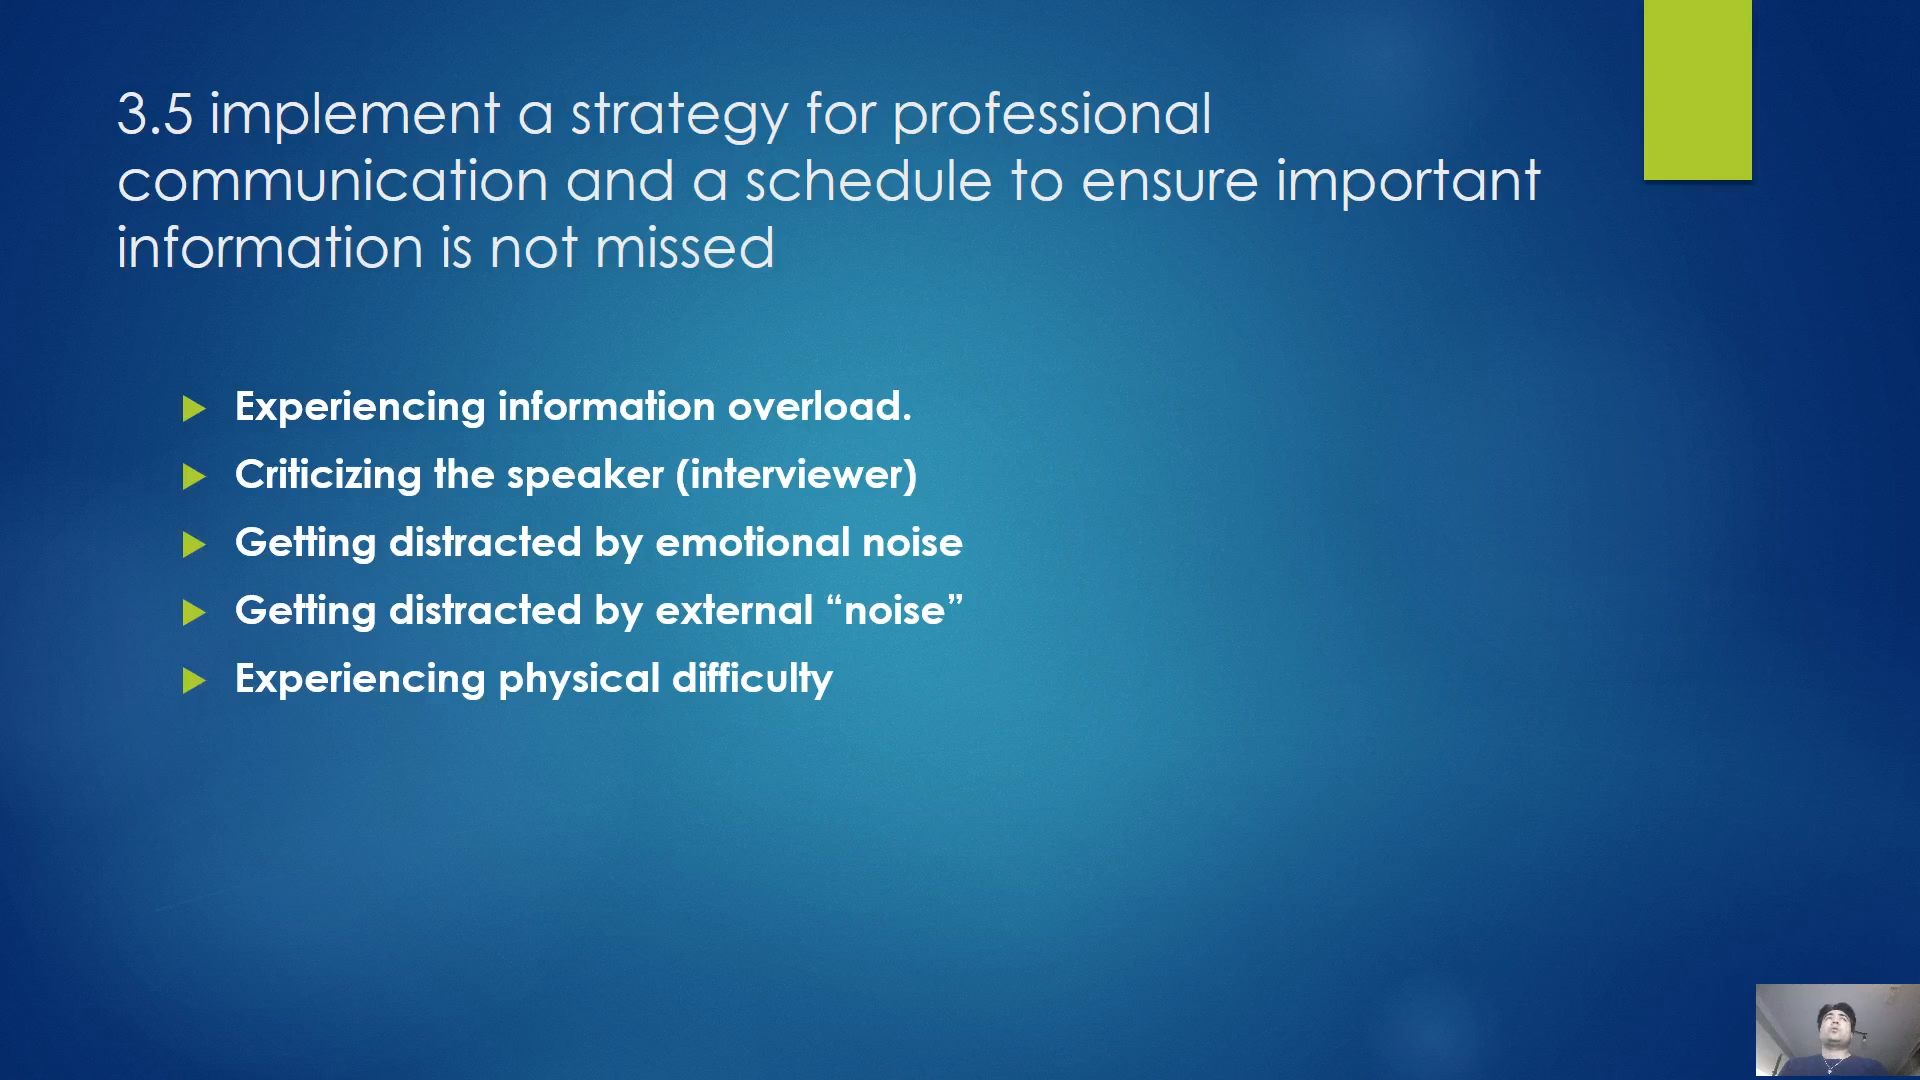 3.5 implement a strategy for professional
communication and a schedule to ensure important
information is not missed
Experiencing information overload.
Criticizing the speaker (interviewer)
Getting distracted by emotional noise
Getting distracted by external “noise”
Experiencing physical difficulty